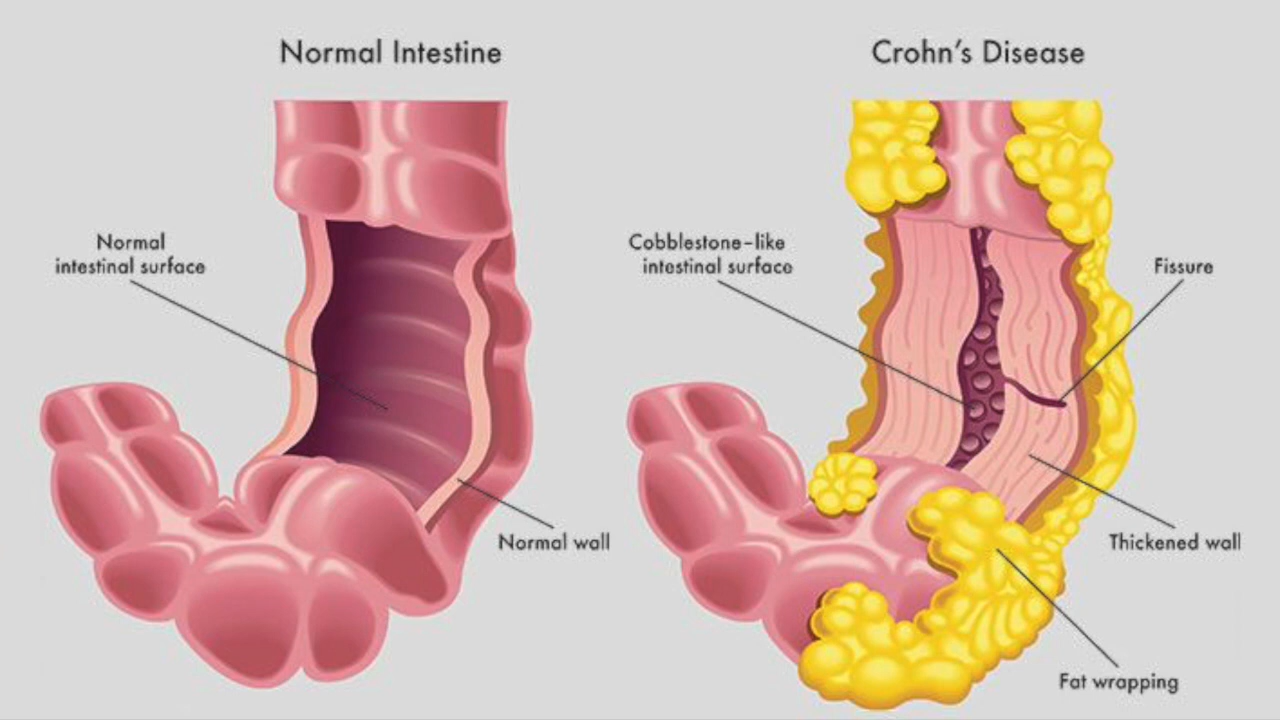 Normal Intestine
Crohn's Disease
Normal
intestinal surface
Cobblestone-like
intestinal surface
Fissure
Normal wall
Thickened wall
Fat wrapping